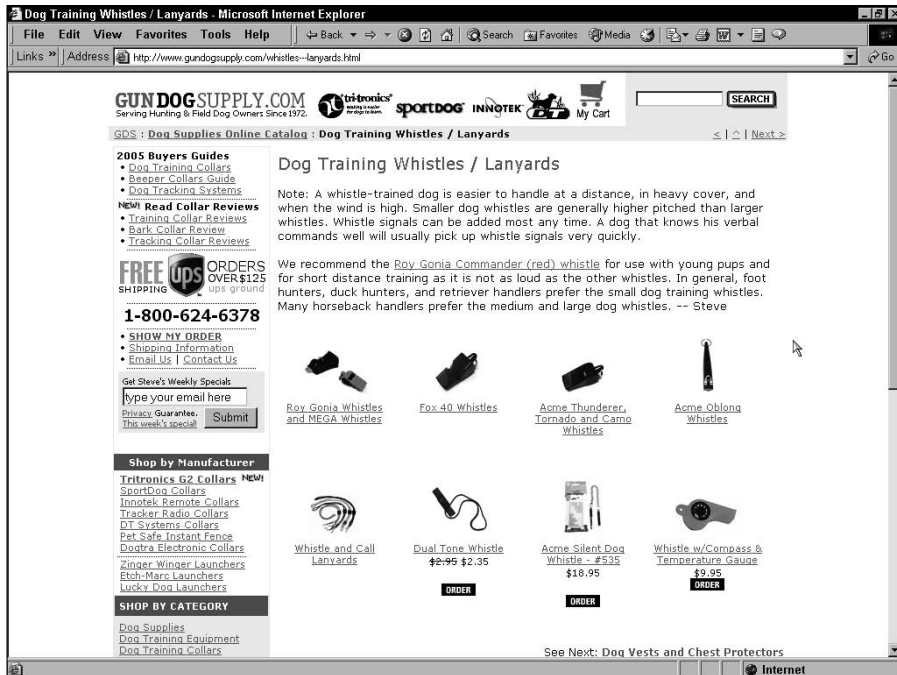 Dog Training Whistles / Lanyards - Microsoft Internet Explorer
File Edit View Favorites Tools Help
Back
Search Favorites Media
Links » Address http://www.gundogsupply.com/whistles---lanyards.html Go
GUN DOG SUPPLY.COM
Serving Hunting & Field Dog Owners Since 1972.
tri-tronics
SPORTDOG
INNOTEK
My Cart
SEARCH
GDS : Dog Supplies Online Catalog : Dog Training Whistles / Lanyards
< | ^ | Next >
2005 Buyers Guides
• Dog Training Collars
• Beeper Collars Guide
• Dog Tracking Systems
NEW! Read Collar Reviews
• Training Collar Reviews
• Bark Collar Review
• Tracking Collar Reviews
FREE SHIPPING ups ORDERS OVER $125 ups ground
1-800-624-6378
• SHOW MY ORDER
• Shipping Information
• Email Us | Contact Us
Get Steve's Weekly Specials
type your email here
Privacy Guarantee.
This week's special!
Submit
Shop by Manufacturer
Tritronics G2 Collars NEW!
SportDog Collars
Innotek Remote Collars
Tracker Radio Collars
DT Systems Collars
Pet Safe Instant Fence
Dogtra Electronic Collars
Zinger Winger Launchers
Etch-Marc Launchers
Lucky Dog Launchers
SHOP BY CATEGORY
Dog Supplies
Dog Training Equipment
Dog Training Collars
Dog Training Whistles / Lanyards
Note: A whistle-trained dog is easier to handle at a distance, in heavy cover, and
when the wind is high. Smaller dog whistles are generally higher pitched than larger
whistles. Whistle signals can be added most any time. A dog that knows his verbal
commands well will usually pick up whistle signals very quickly.
We recommend the Roy Gonia Commander (red) whistle for use with young pups and
for short distance training as it is not as loud as the other whistles. In general, foot
hunters, duck hunters, and retriever handlers prefer the small dog training whistles.
Many horseback handlers prefer the medium and large dog whistles. -- Steve
Roy Gonia Whistles
and MEGA Whistles
Fox 40 Whistles
Acme Thunderer,
Tornado and Camo
Whistles
Acme Oblong
Whistles
Whistle and Call
Lanyards
Dual Tone Whistle
$2.95 $2.35
ORDER
Acme Silent Dog
Whistle - #535
$18.95
ORDER
Whistle w/Compass &
Temperature Gauge
$9.95
ORDER
See Next: Dog Vests and Chest Protectors
Internet